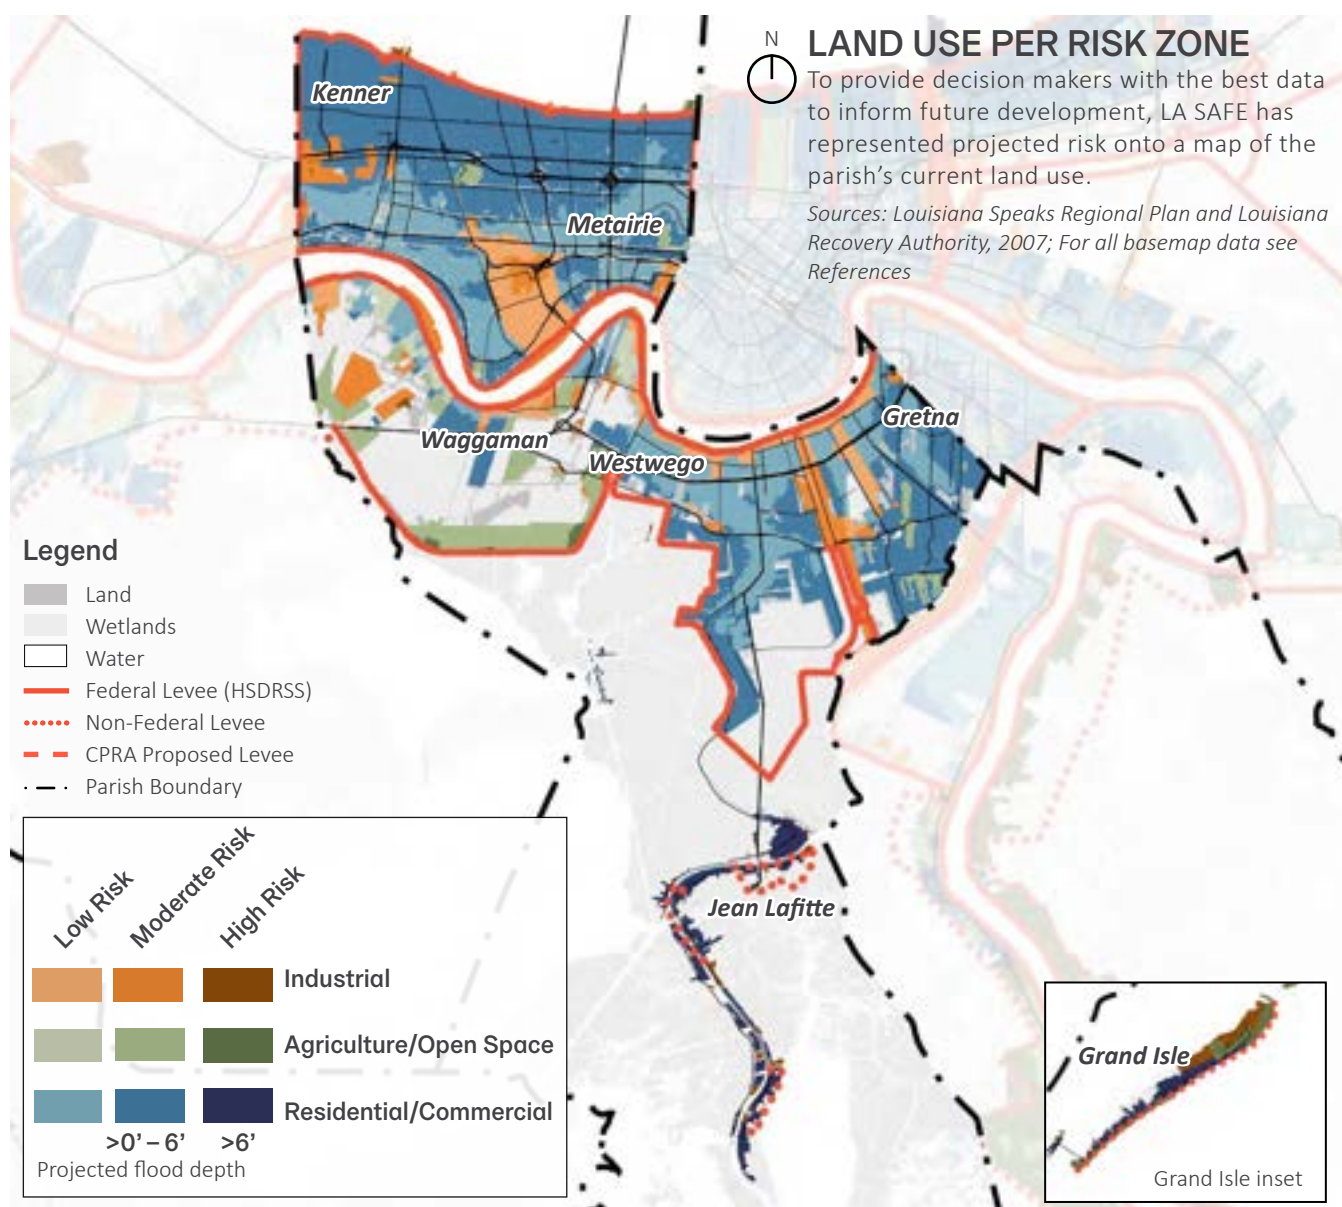 N
LAND USE PER RISK ZONE
To provide decision makers with the best data
to inform future development, LA SAFE has
represented projected risk onto a map of the
parish’s current land use.
Sources: Louisiana Speaks Regional Plan and Louisiana
Recovery Authority, 2007; For all basemap data see
References
Kenner
Metairie
Gretna
Waggaman
Westwego
Legend
Land
Wetlands
Water
Federal Levee (HSDRSS)
Non-Federal Levee
CPRA Proposed Levee
Parish Boundary
Jean Lafitte
Low Risk
Moderate Risk
High Risk
Industrial
Agriculture/Open Space
Residential/Commercial
>0’ – 6’ >6’
Projected flood depth
Grand Isle
Grand Isle inset